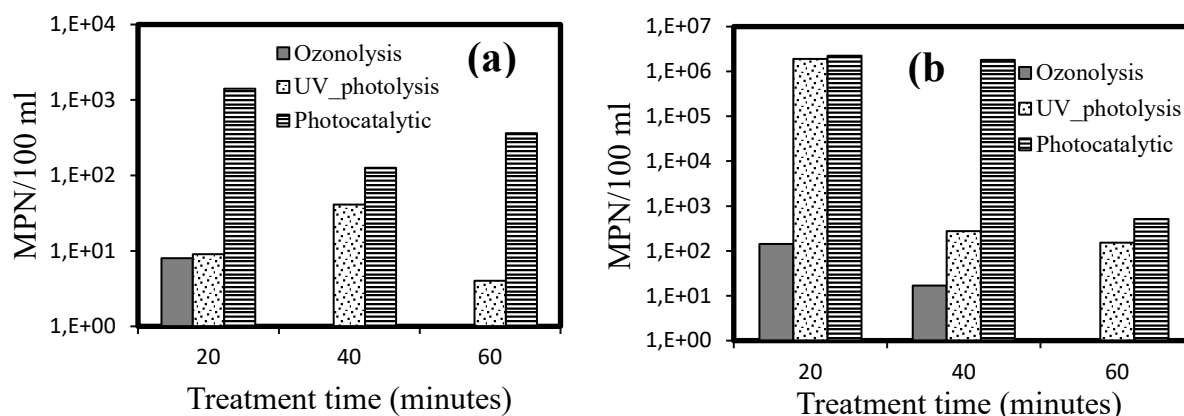 1,E+04
1,E+03
1,E+02
1,E+01
1,E+00
MPN/100 ml
Ozonolysis
UV_photolysis
Photocatalytic
(a)
20 40 60
Treatment time (minutes)
1,E+07
1,E+06
1,E+05
1,E+04
1,E+03
1,E+02
1,E+01
1,E+00
MPN/100 ml
(b
Ozonolysis
UV_photolysis
Photocatalytic
20 40 60
Treatment time (minutes)